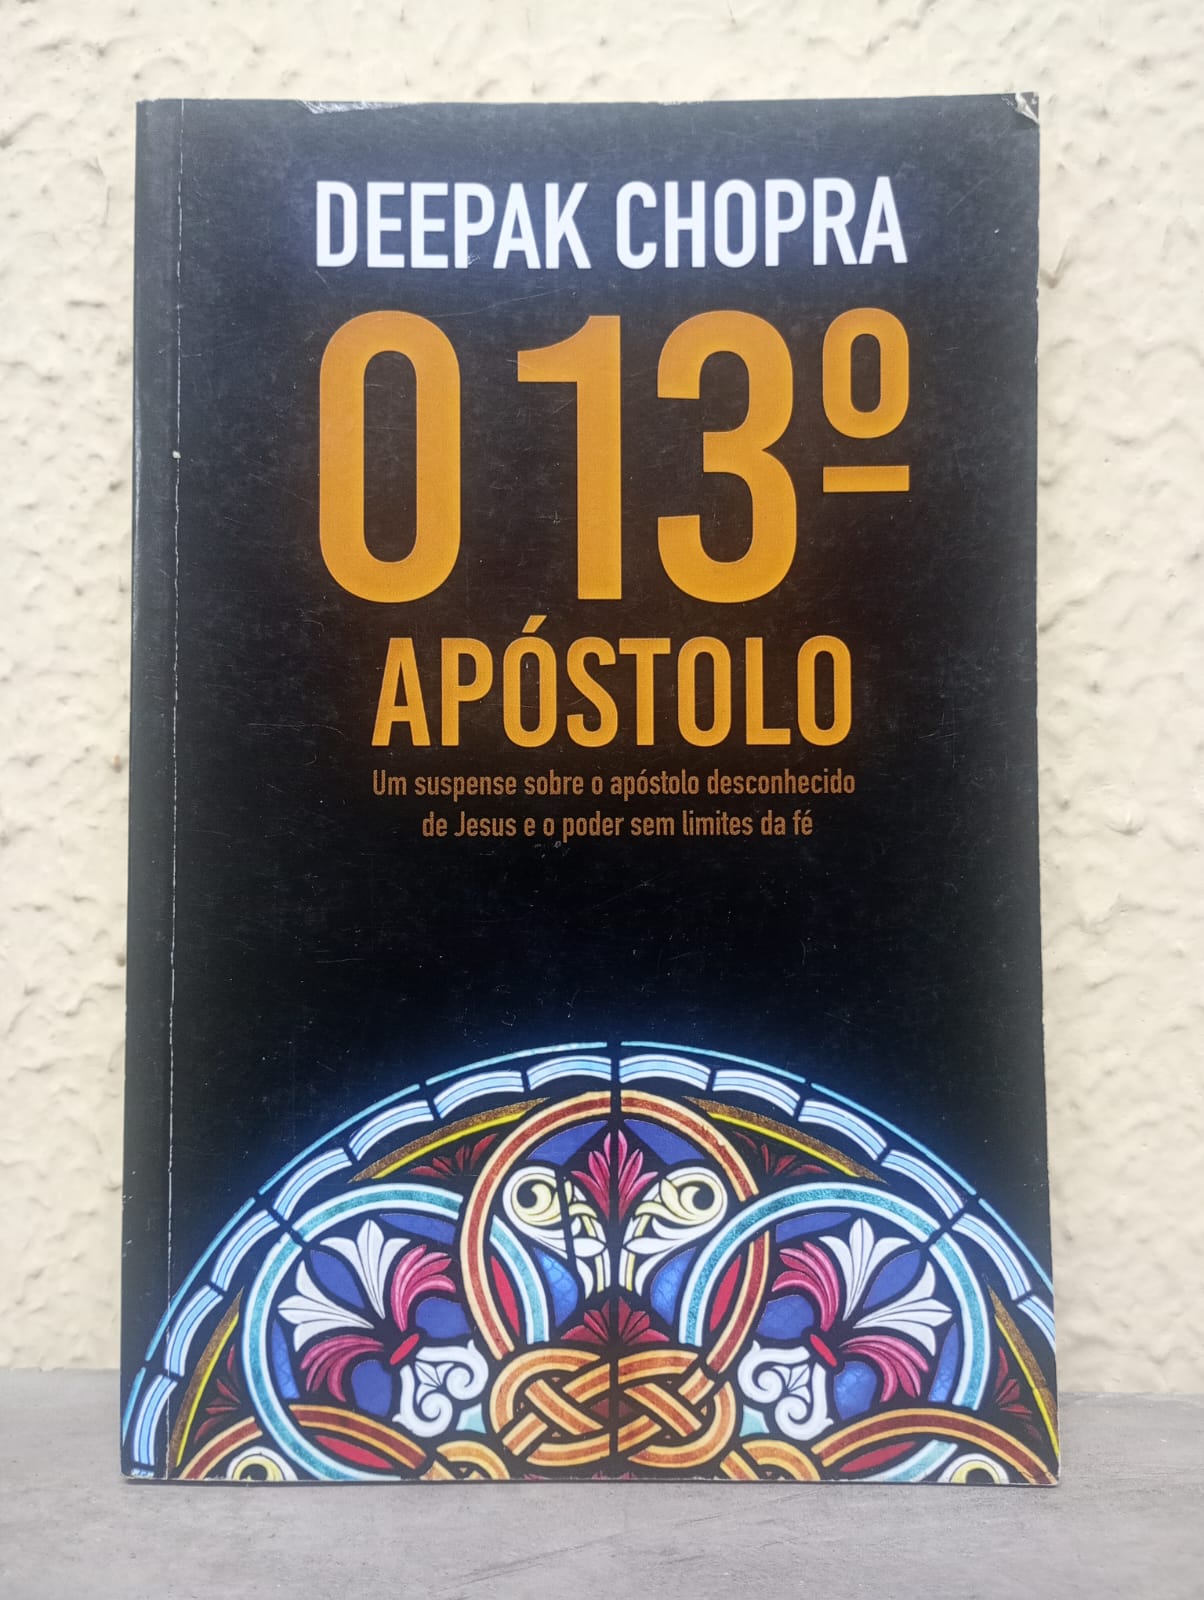 DEEPAK CHOPRA
O 13º
APÓSTOLO
Um suspense sobre o apóstolo desconhecido
de Jesus e o poder sem limites da fé